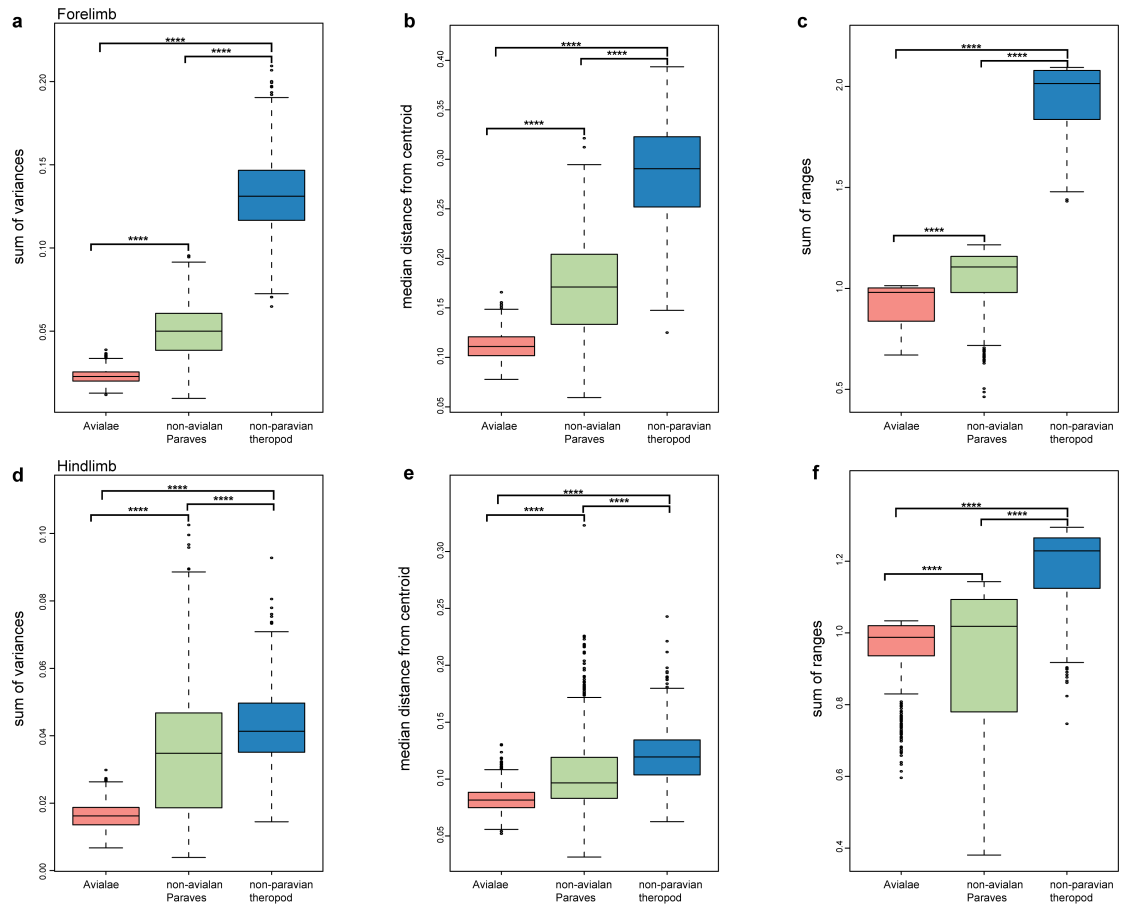 a
Forelimb
sum of variances
0.05
0.10
0.15
0.20
****
****
****
Avialae
non-avialan
Paraves
non-paravian
theropod
b
median distance from centroid
0.05
0.10
0.15
0.20
0.25
0.30
0.35
0.40
****
****
****
Avialae
non-avialan
Paraves
non-paravian
theropod
c
sum of ranges
0.5
1.0
1.5
2.0
****
****
****
Avialae
non-avialan
Paraves
non-paravian
theropod
d
Hindlimb
sum of variances
0.00
0.02
0.04
0.06
0.08
0.10
****
****
****
Avialae
non-avialan
Paraves
non-paravian
theropod
e
median distance from centroid
0.05
0.10
0.15
0.20
0.25
0.30
****
****
****
Avialae
non-avialan
Paraves
non-paravian
theropod
f
sum of ranges
0.4
0.6
0.8
1.0
1.2
****
****
****
Avialae
non-avialan
Paraves
non-paravian
theropod